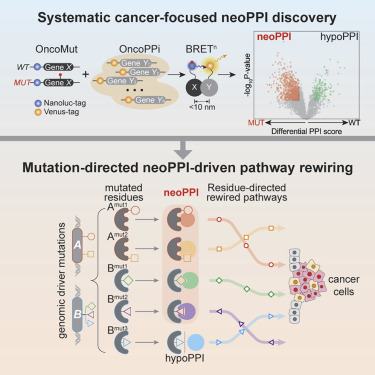 Systematic cancer-focused neoPPI discovery
OncoMut
OncoPPi
BRETⁿ
neoPPI
hypoPPI
WT
Gene X
MUT
Gene X
+
Gene Y₁
Gene Y₂
Gene Y₃
• • •
Gene Yₙ
X
Y
<10 nm
Nanoluc-tag
Venus-tag
-log₁₀P-value
MUT
WT
Differential PPI score
Mutation-directed neoPPI-driven pathway rewiring
mutated residues
neoPPI
Residue-directed rewired pathways
genomic driver mutations
A
B
Aᵐᵘᵗ¹
Aᵐᵘᵗ²
Bᵐᵘᵗ¹
Bᵐᵘᵗ²
Bᵐᵘᵗ³
hypoPPI
cancer cells